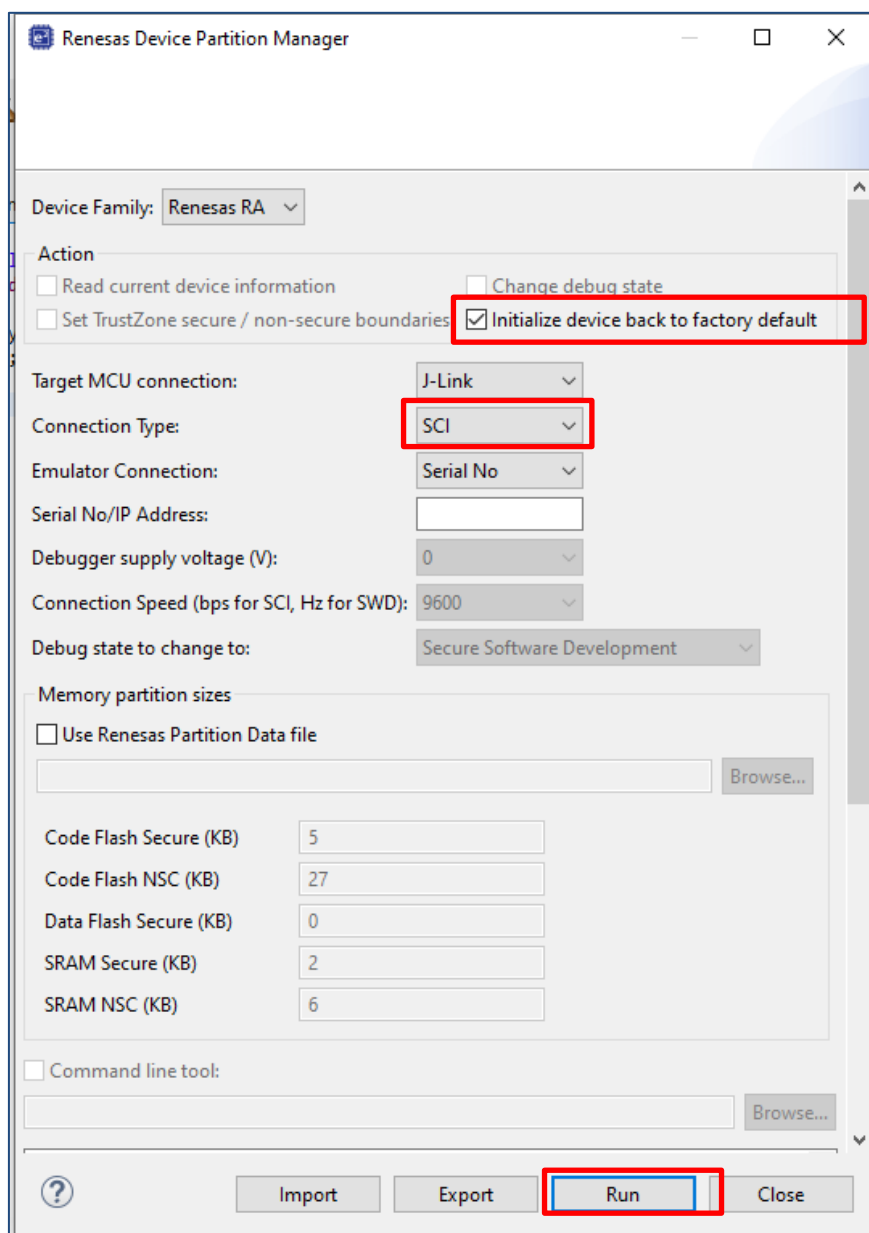 Renesas Device Partition Manager
Device Family: Renesas RA
Action
Read current device information Change debug state
Set TrustZone secure / non-secure boundaries Initialize device back to factory default
Target MCU connection: J-Link
Connection Type: SCI
Emulator Connection: Serial No
Serial No/IP Address:
Debugger supply voltage (V): 0
Connection Speed (bps for SCI, Hz for SWD): 9600
Debug state to change to: Secure Software Development
Memory partition sizes
Use Renesas Partition Data file
Browse...
Code Flash Secure (KB) 5
Code Flash NSC (KB) 27
Data Flash Secure (KB) 0
SRAM Secure (KB) 2
SRAM NSC (KB) 6
Command line tool:
Browse...
? Import Export Run Close